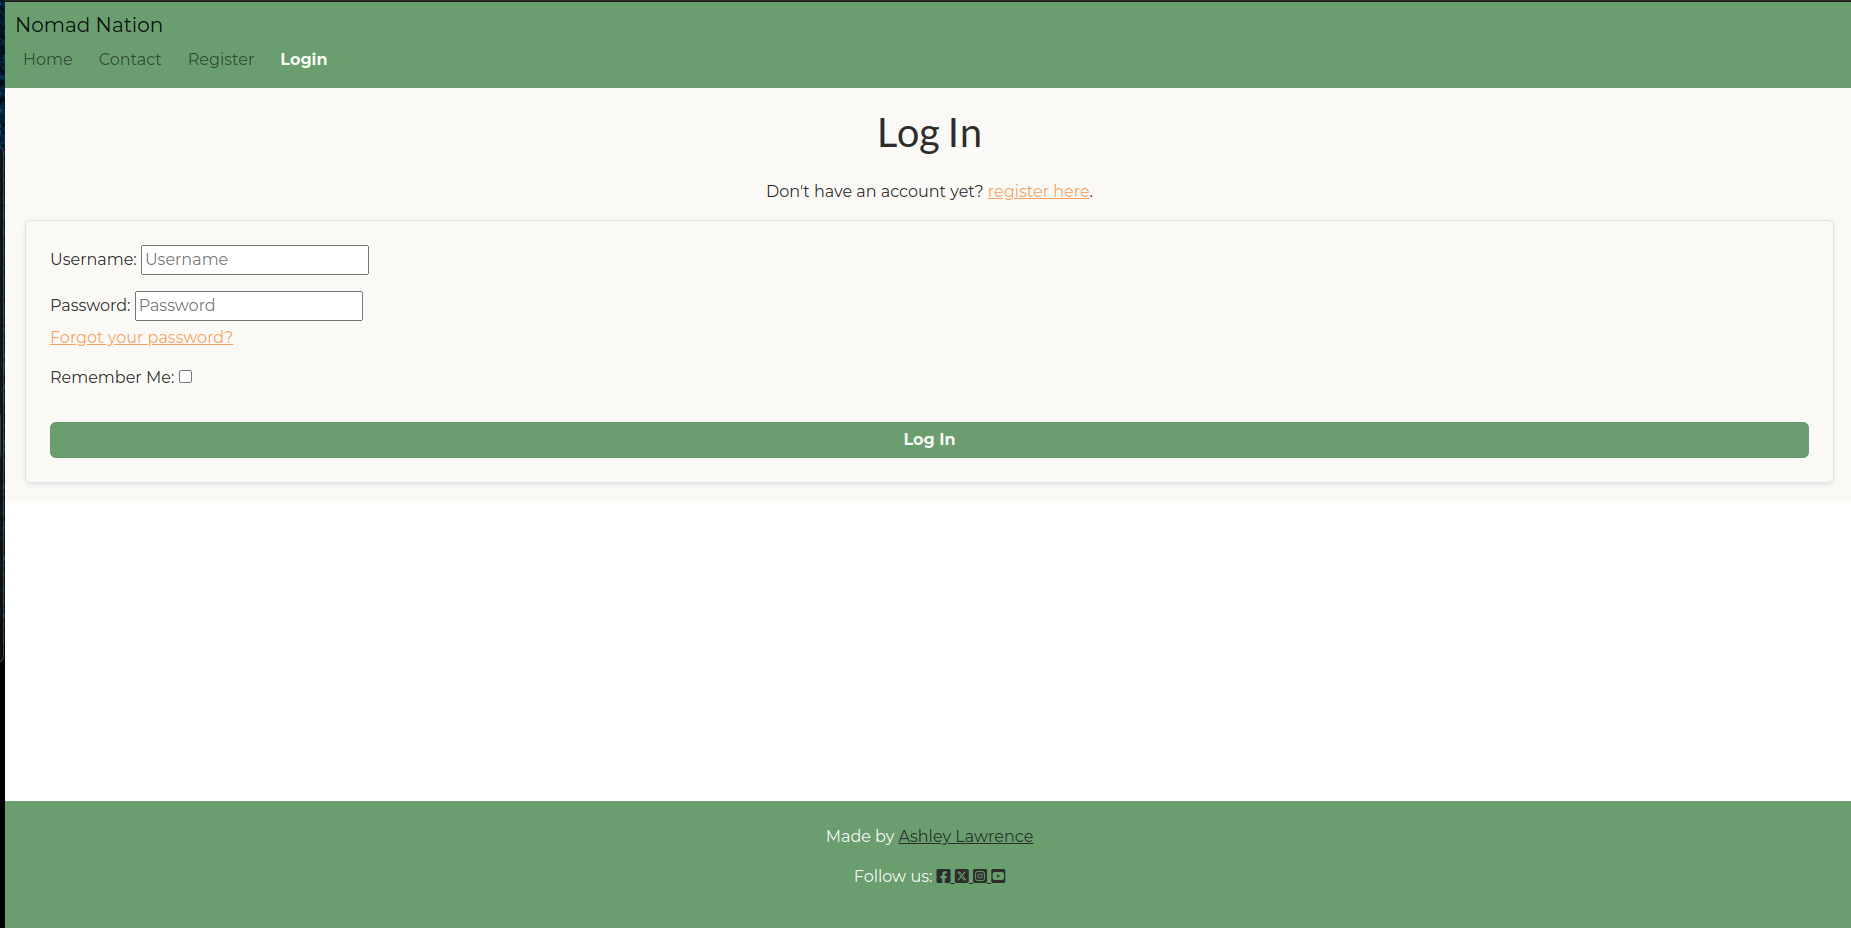 Nomad Nation
Home Contact Register Login
Log In
Don't have an account yet? register here.
Username: Username
Password: Password
Forgot your password?
Remember Me:
Log In
Made by Ashley Lawrence
Follow us: